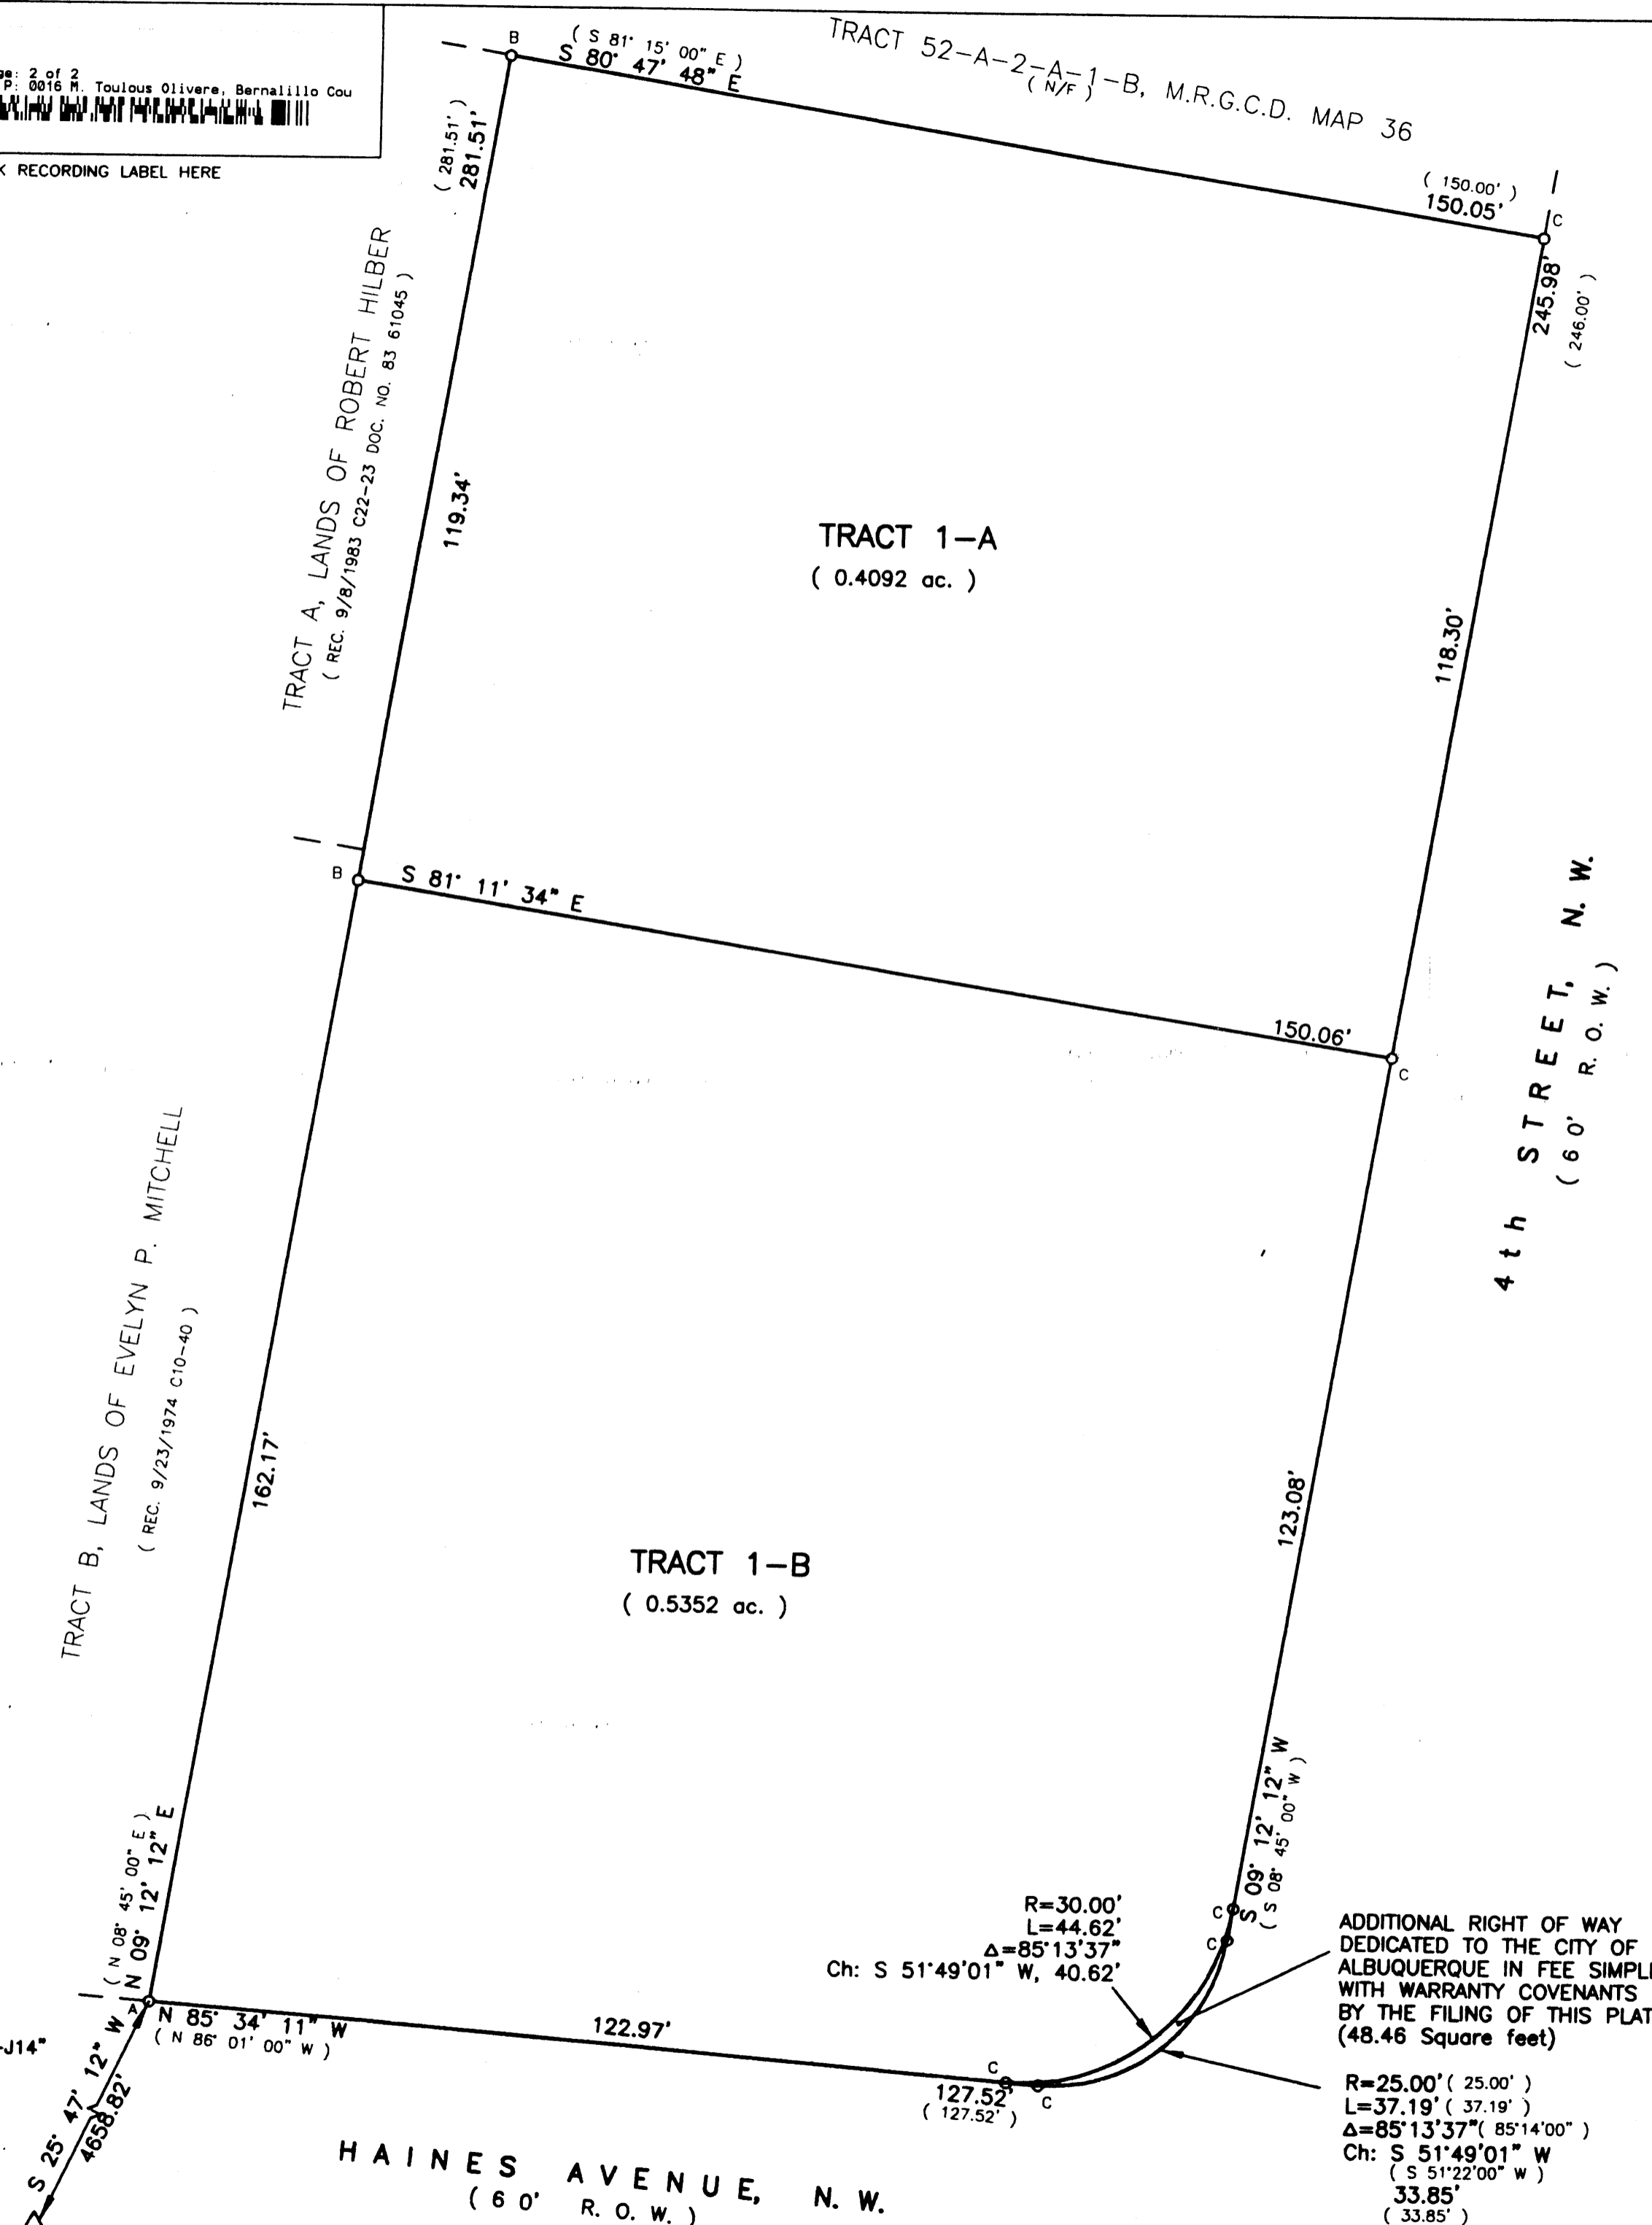 2 of 2
P: 0016 M. Toulous Olivere, Bernalillo Cou
RECORDING LABEL HERE
B
( S 81° 15' 00" E )
S 80° 47' 48" E
TRACT 52-A-2-A-1-B, M.R.G.C.D. MAP 36
( N/F )
( 281.51' )
281.51'
( 150.00' )
150.05'
C
245.98'
( 246.00' )
TRACT A, LANDS OF ROBERT HILBER
( REC. 9/8/1983 C22-23 DOC. NO. 83 61045 )
119.34'
TRACT 1-A
( 0.4092 ac. )
118.30'
B
S 81° 11' 34" E
150.06'
C
4th STREET, N. W.
( 60' R. O. W. )
TRACT B, LANDS OF EVELYN P. MITCHELL
( REC. 9/23/1974 C10-40 )
162.17'
123.08'
TRACT 1-B
( 0.5352 ac. )
( N 08° 45' 00" E )
N 09° 12' 12" E
S 09° 12' 12" W
( S 08° 45' 00" W )
R=30.00'
L=44.62'
Δ=85°13'37"
Ch: S 51°49'01" W, 40.62'
C
C
ADDITIONAL RIGHT OF WAY
DEDICATED TO THE CITY OF
ALBUQUERQUE IN FEE SIMPLE
WITH WARRANTY COVENANTS
BY THE FILING OF THIS PLAT
(48.46 Square feet)
A
N 85° 34' 11" W
( N 86° 01' 00" W )
122.97'
C
C
127.52'
( 127.52' )
-J14"
S 25° 47' 12" W
4658.82'
R=25.00' ( 25.00' )
L=37.19' ( 37.19' )
Δ=85°13'37" ( 85°14'00" )
Ch: S 51°49'01" W
( S 51°22'00" W )
33.85'
( 33.85' )
HAINES AVENUE, N. W.
( 60' R. O. W. )